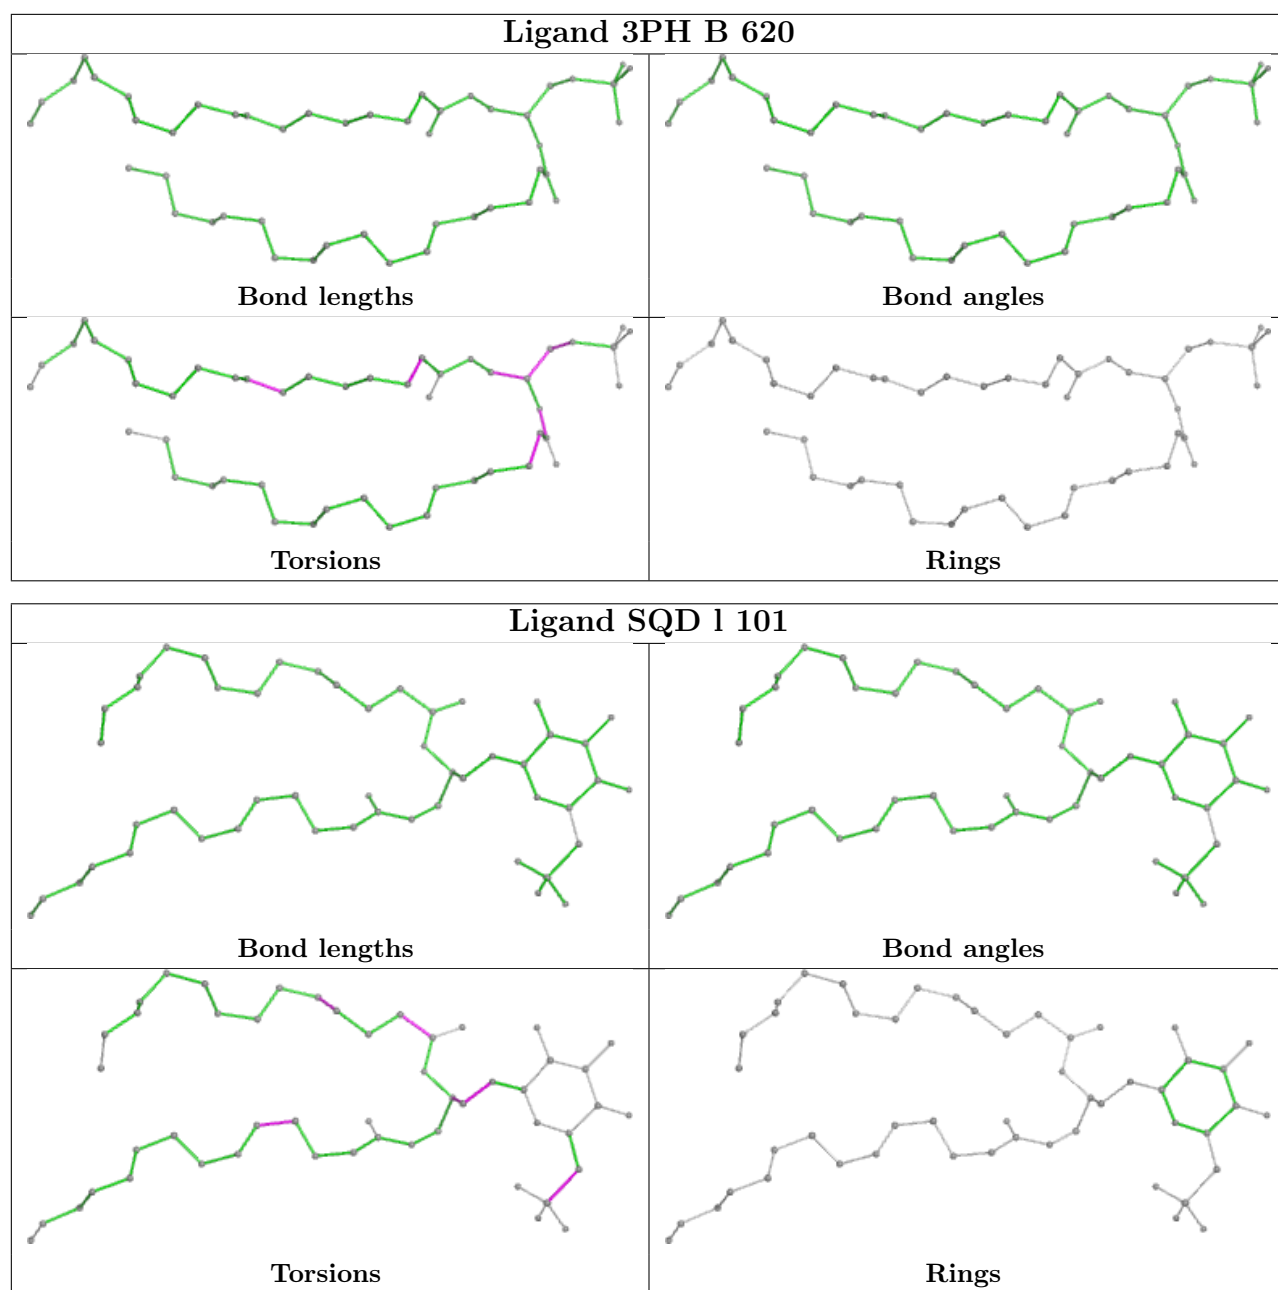 Ligand 3PH B 620
Bond lengths
Bond angles
Torsions
Rings
Ligand SQD l 101
Bond lengths
Bond angles
Torsions
Rings